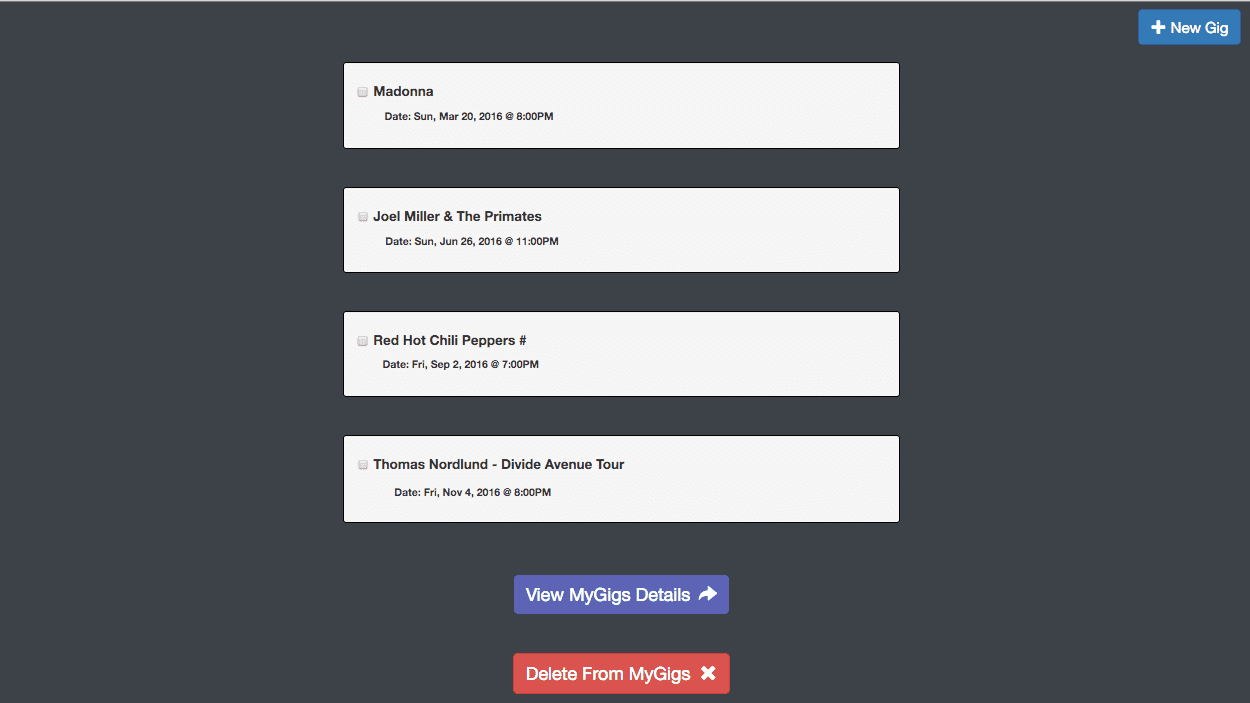 New Gig
Madonna
Date: Sun, Mar 20, 2016 @ 8:00PM
Joel Miller & The Primates
Date: Sun, Jun 26, 2016 @ 11:00PM
Red Hot Chili Peppers #
Date: Fri, Sep 2, 2016 @ 7:00PM
Thomas Nordlund - Divide Avenue Tour
Date: Fri, Nov 4, 2016 @ 8:00PM
View MyGigs Details
Delete From MyGigs